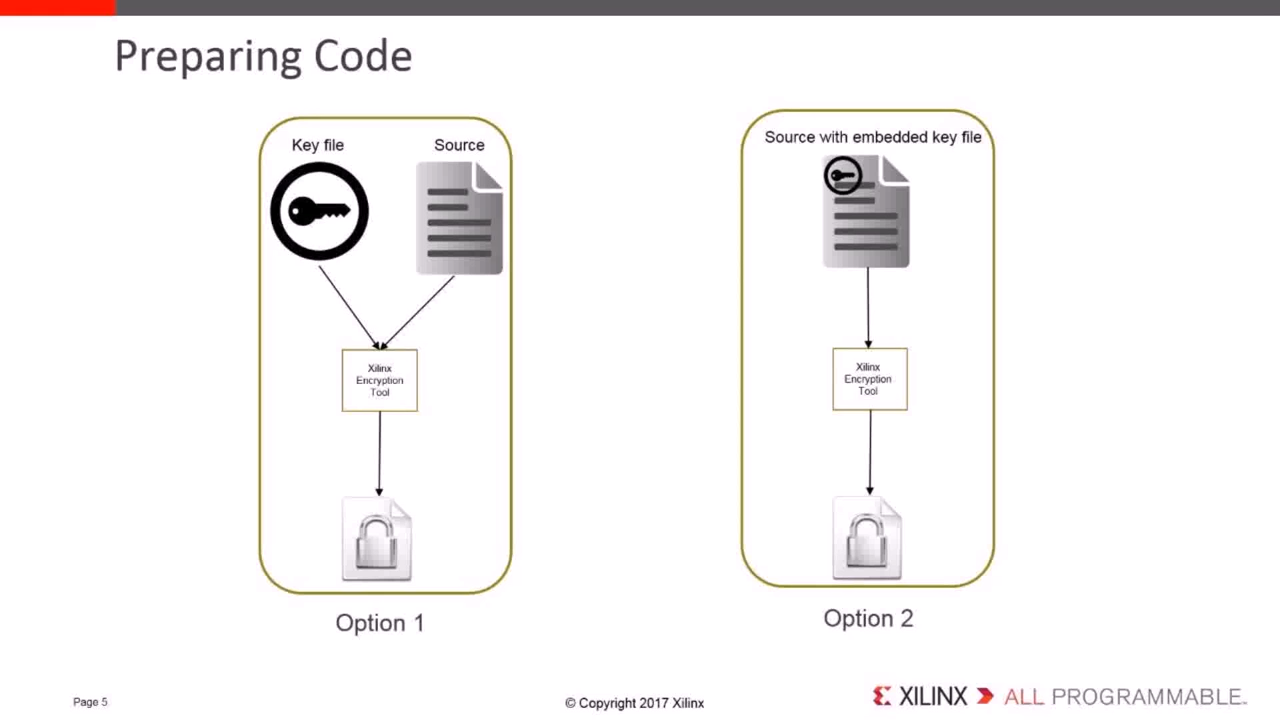 Preparing Code
Key file
Source
Xilinx
Encryption
Tool
Option 1
Source with embedded key file
Xilinx
Encryption
Tool
Option 2
Page 5
© Copyright 2017 Xilinx
XILINX ALL PROGRAMMABLE™